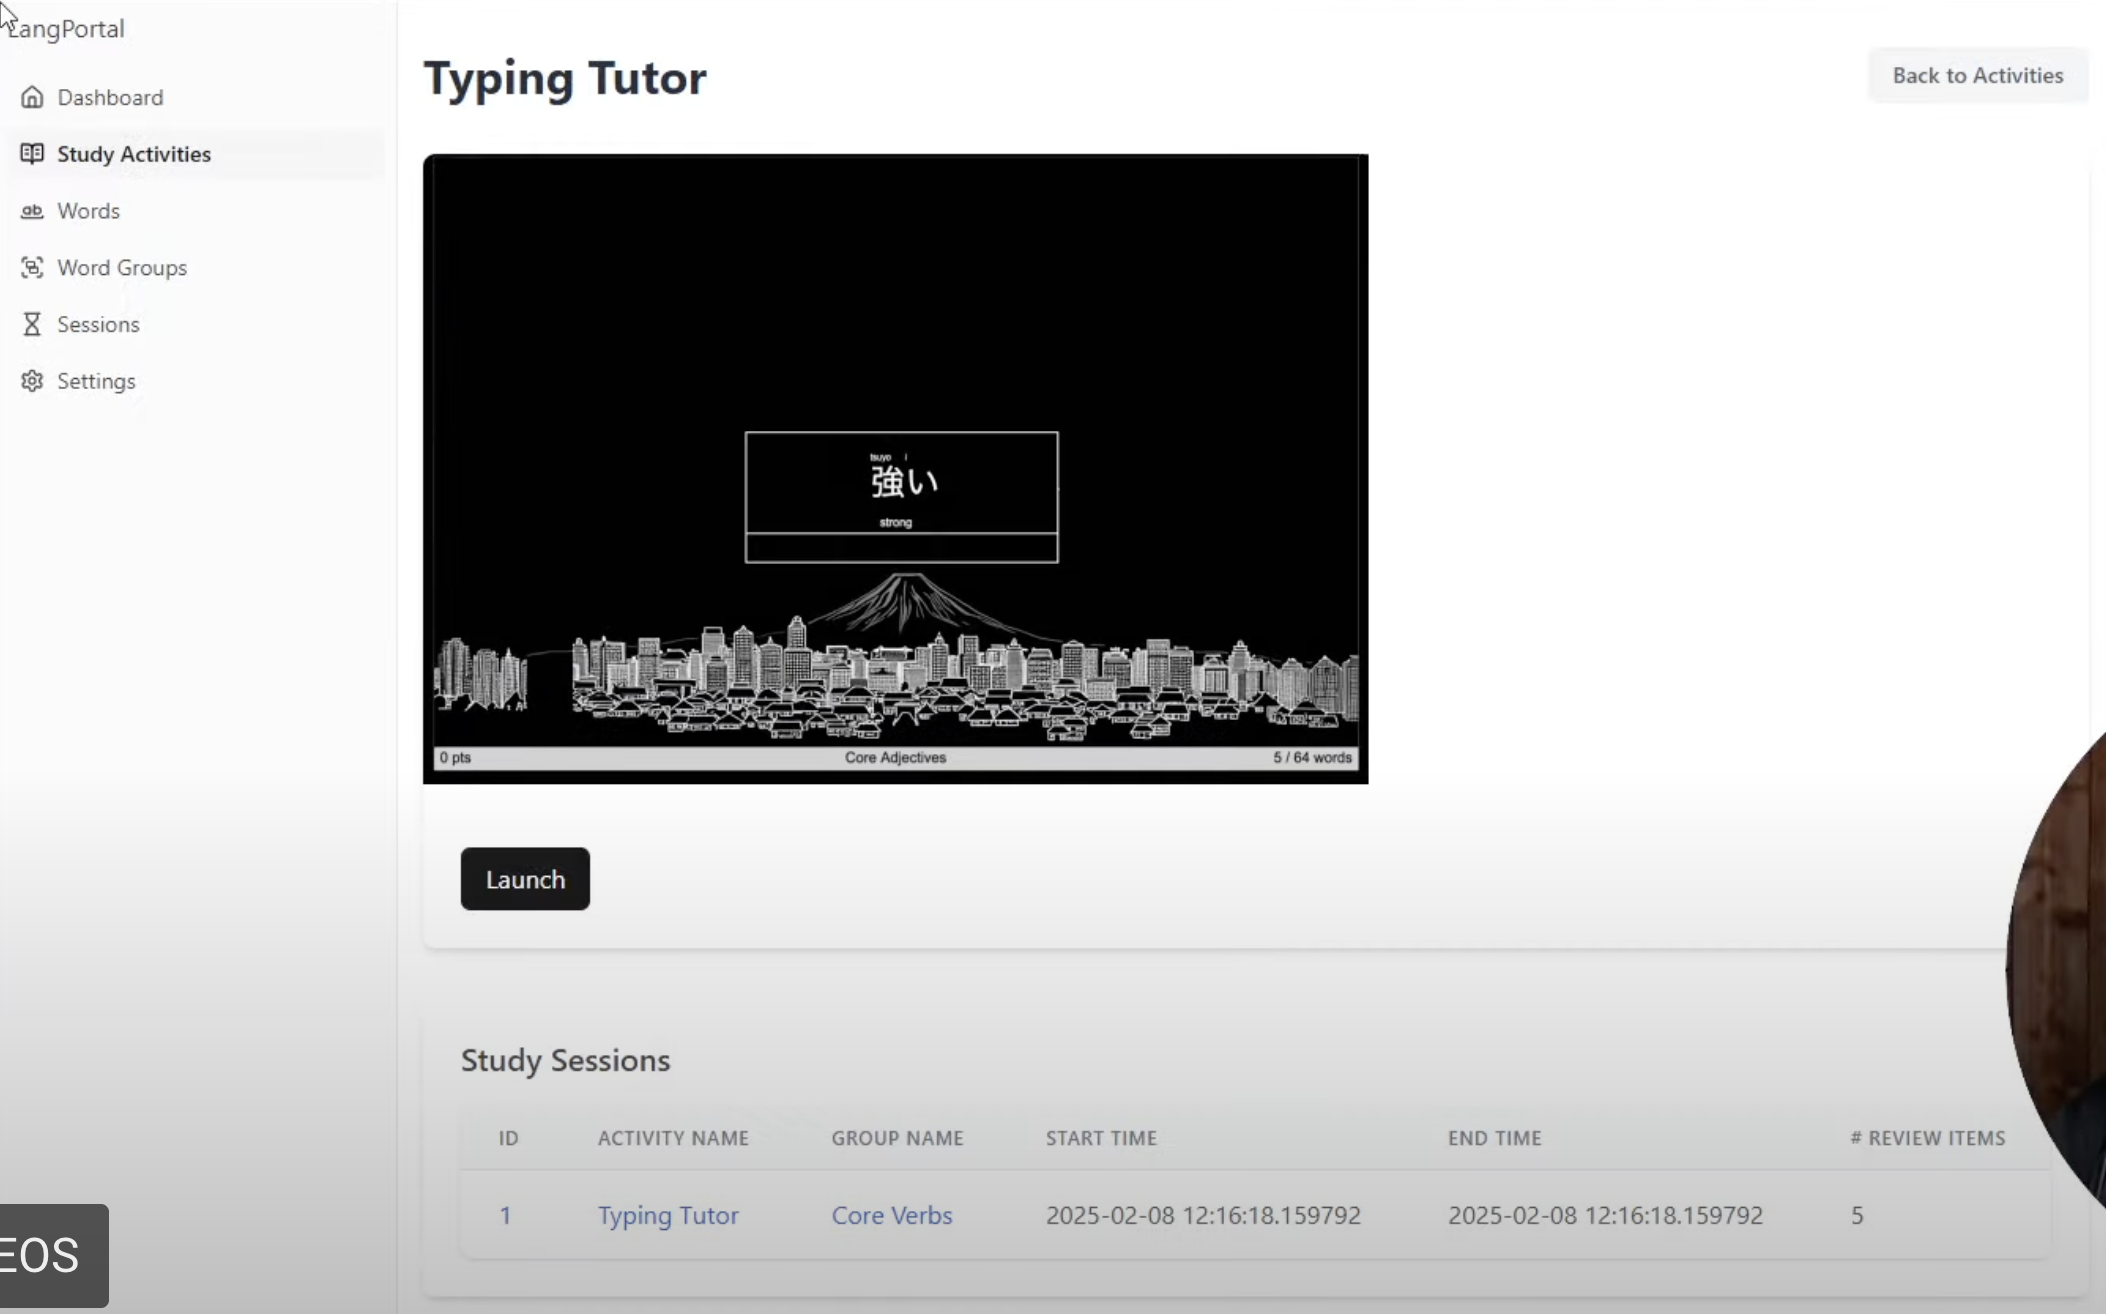 LangPortal
Dashboard
Study Activities
Words
Word Groups
Sessions
Settings
Typing Tutor
Back to Activities
tsuyo i
強い
strong
0 pts
Core Adjectives
5 / 64 words
Launch
Study Sessions
ID ACTIVITY NAME GROUP NAME START TIME END TIME # REVIEW ITEMS
1 Typing Tutor Core Verbs 2025-02-08 12:16:18.159792 2025-02-08 12:16:18.159792 5
EOS